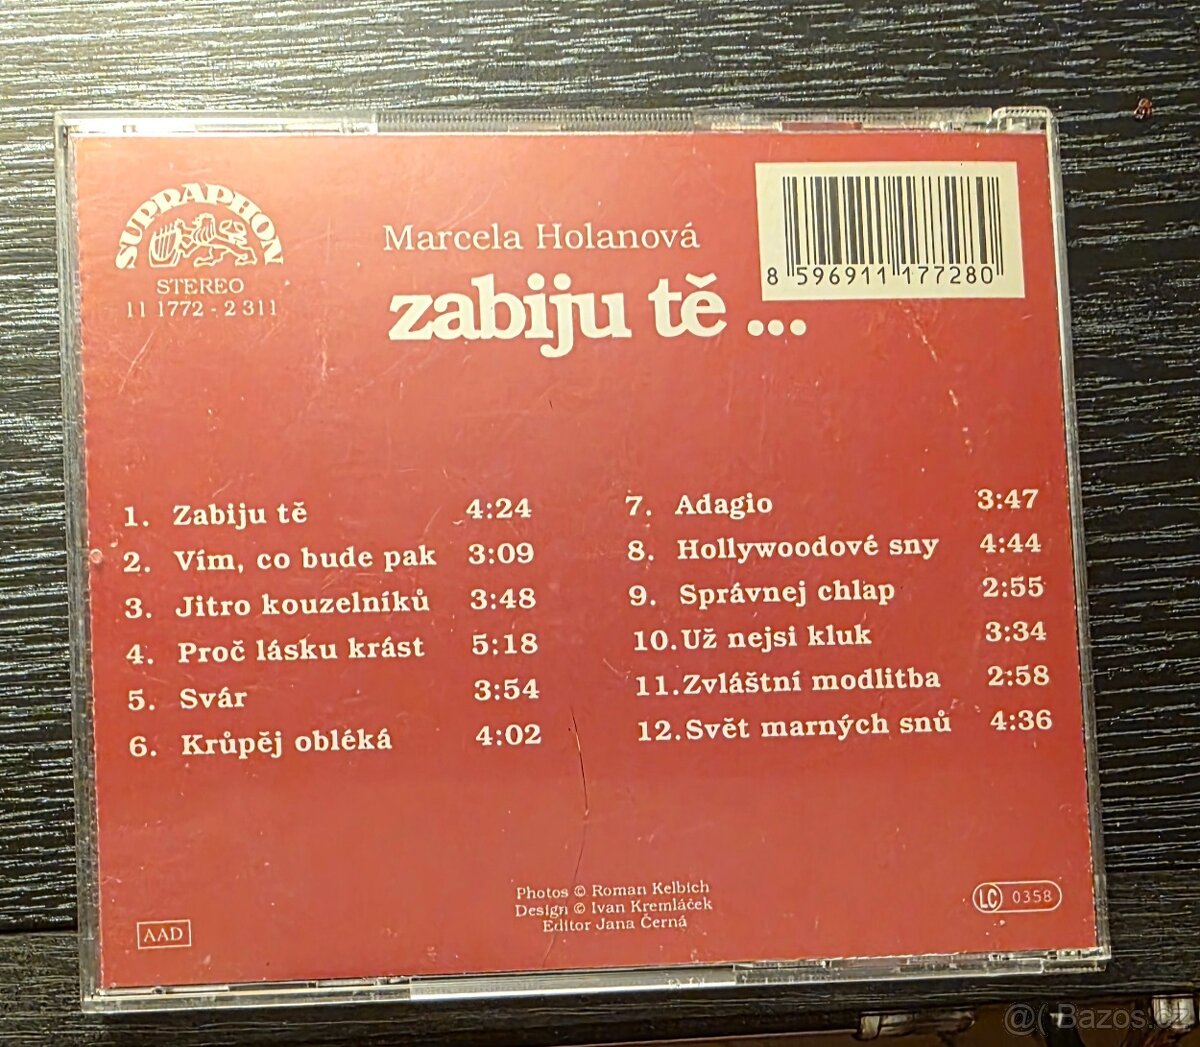 SUPRAPHON
STEREO
11 1772 - 2 311
Marcela Holanová
zabiju tě ...
8 596911 177280
1. Zabiju tě 4:24
2. Vím, co bude pak 3:09
3. Jitro kouzelníků 3:48
4. Proč lásku krást 5:18
5. Svár 3:54
6. Krůpěj obléká 4:02
7. Adagio 3:47
8. Hollywoodové sny 4:44
9. Správnej chlap 2:55
10. Už nejsi kluk 3:34
11. Zvláštní modlitba 2:58
12. Svět marných snů 4:36
Photos © Roman Kelbich
Design © Ivan Kremláček
Editor Jana Černá
AAD
LC 0358
@( Bazos.cz